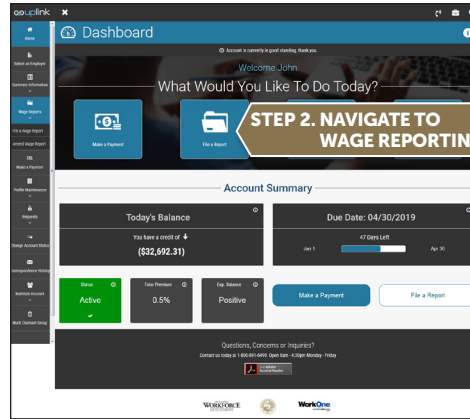 uplink
Dashboard
Home
Select an Employer
Summary Information
Wage Reports
File a Wage Report
Amend Wage Report
Make a Payment
Profile Maintenance
Requests
Change Account Status
Correspondence History
Maintain Account
Multi Claimant Group
Account is currently in good standing, thank you.
Welcome John
What Would You Like To Do Today?
Make a Payment
File a Report
STEP 2. NAVIGATE TO
WAGE REPORTIN
Account Summary
Today's Balance
You have a credit of
($32,692.31)
Due Date: 04/30/2019
47 Days Left
Jan 1
Apr 30
Status
Active
Total Premium
0.5%
Exp. Balance
Positive
Make a Payment
File a Report
Questions, Concerns or Inquiries?
Contact us today at 1-800-891-6499. Open 8am - 4:30pm Monday - Friday
WORKFORCE
WorkOne